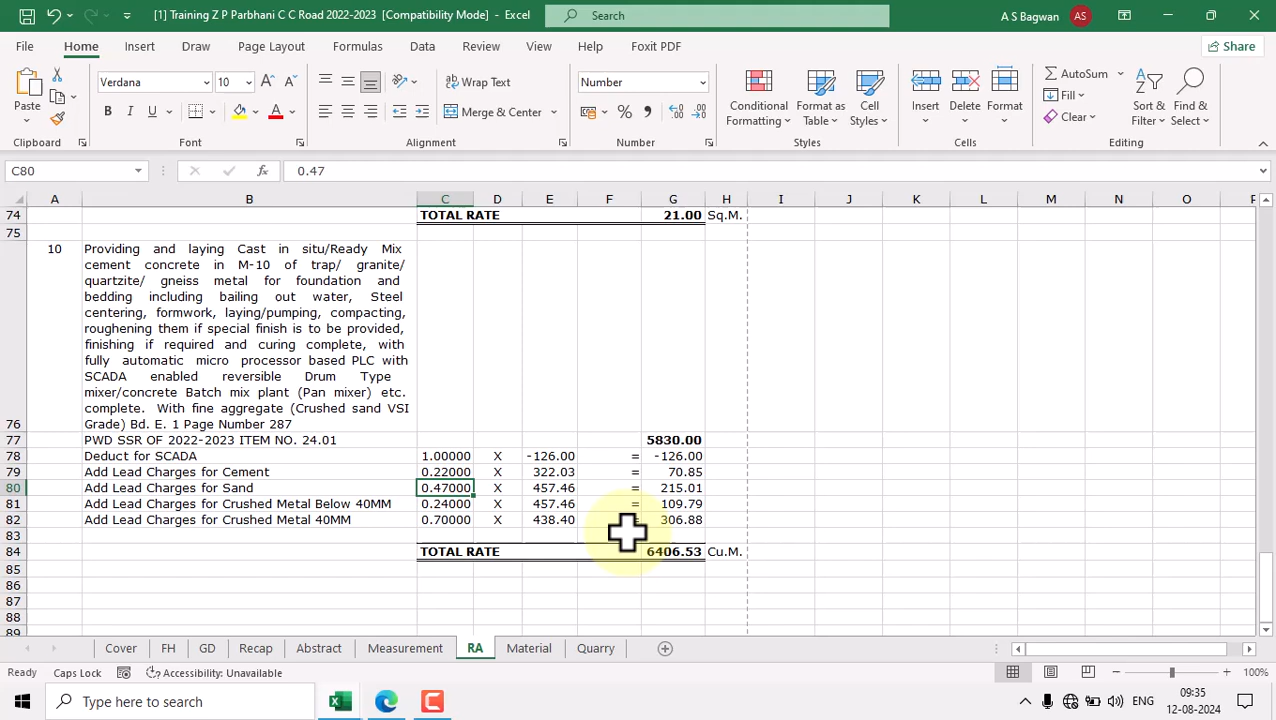 [1] Training Z P Parbhani C C Road 2022-2023 [Compatibility Mode] - Excel
Search
A S Bagwan AS
File Home Insert Draw Page Layout Formulas Data Review View Help Foxit PDF Share
Verdana 10 Wrap Text Number AutoSum
Paste B I U A Merge & Center % Conditional Formatting Format as Table Cell Styles Insert Delete Format Fill Clear Sort & Filter Find & Select
Clipboard Font Alignment Number Styles Cells Editing
C80 fx 0.47
A B C D E F G H I J K L M N O
74 TOTAL RATE 21.00 Sq.M.
75
10 Providing and laying Cast in situ/Ready Mix
cement concrete in M-10 of trap/ granite/
quartzite/ gneiss metal for foundation and
bedding including bailing out water, Steel
centering, formwork, laying/pumping, compacting,
roughening them if special finish is to be provided,
finishing if required and curing complete, with
fully automatic micro processor based PLC with
SCADA enabled reversible Drum Type
mixer/concrete Batch mix plant (Pan mixer) etc.
complete. With fine aggregate (Crushed sand VSI
76 Grade) Bd. E. 1 Page Number 287
77 PWD SSR OF 2022-2023 ITEM NO. 24.01 5830.00
78 Deduct for SCADA 1.00000 X -126.00 = -126.00
79 Add Lead Charges for Cement 0.22000 X 322.03 = 70.85
80 Add Lead Charges for Sand 0.47000 X 457.46 = 215.01
81 Add Lead Charges for Crushed Metal Below 40MM 0.24000 X 457.46 = 109.79
82 Add Lead Charges for Crushed Metal 40MM 0.70000 X 438.40 = 306.88
83
84 TOTAL RATE 6406.53 Cu.M.
85
86
87
88
89
Cover FH GD Recap Abstract Measurement RA Material Quarry
Ready Caps Lock Accessibility: Unavailable 100%
Type here to search ENG 09:35
12-08-2024